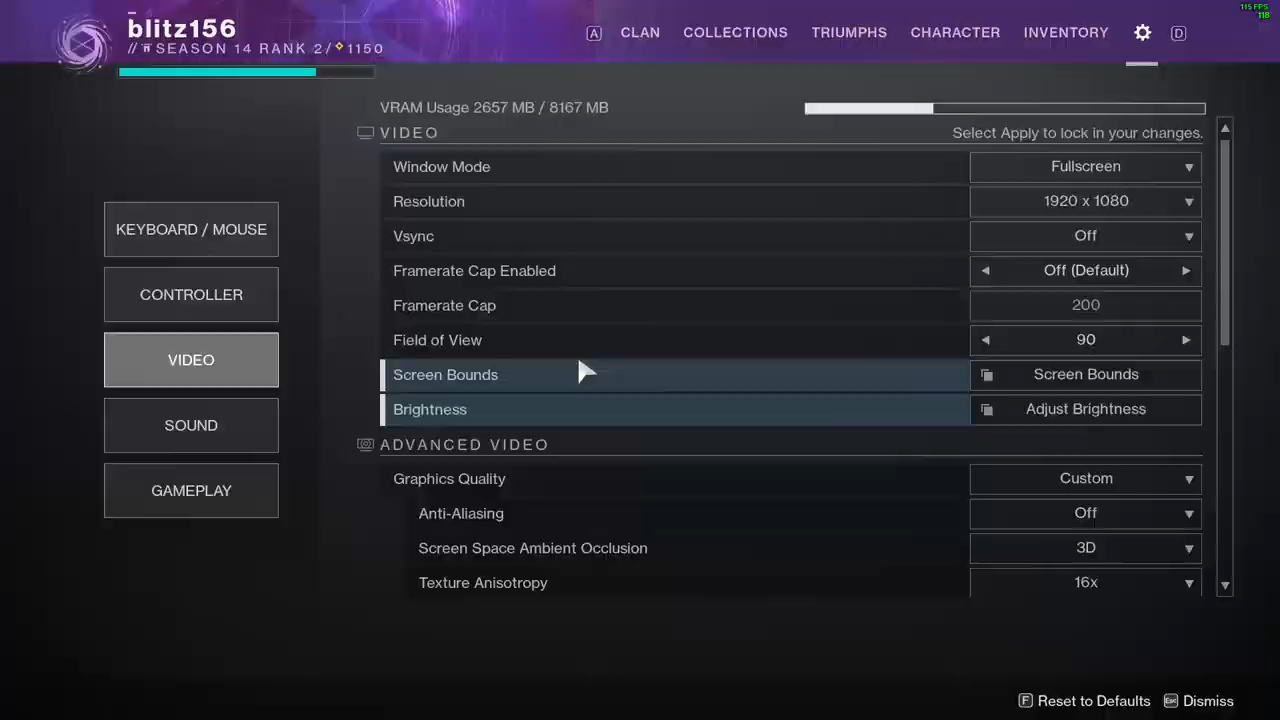 115 FPS
118
blitz156
SEASON 14 RANK 2/ 1150
A CLAN COLLECTIONS TRIUMPHS CHARACTER INVENTORY D
VRAM Usage 2657 MB / 8167 MB
VIDEO Select Apply to lock in your changes.
Window Mode Fullscreen
Resolution 1920 x 1080
Vsync Off
Framerate Cap Enabled Off (Default)
Framerate Cap 200
Field of View 90
Screen Bounds Screen Bounds
Brightness Adjust Brightness
ADVANCED VIDEO
Graphics Quality Custom
Anti-Aliasing Off
Screen Space Ambient Occlusion 3D
Texture Anisotropy 16x
KEYBOARD / MOUSE
CONTROLLER
VIDEO
SOUND
GAMEPLAY
F Reset to Defaults Esc Dismiss